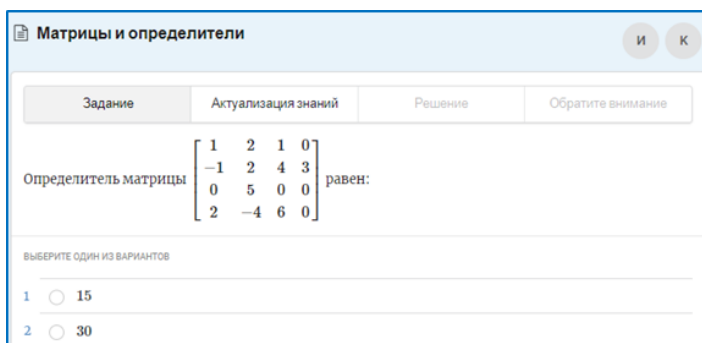 Матрицы и определители
И К
Задание Актуализация знаний Решение Обратите внимание
1 2 1 0
−1 2 4 3
Определитель матрицы равен:
0 5 0 0
2 −4 6 0
ВЫБЕРИТЕ ОДИН ИЗ ВАРИАНТОВ
1 15
2 30